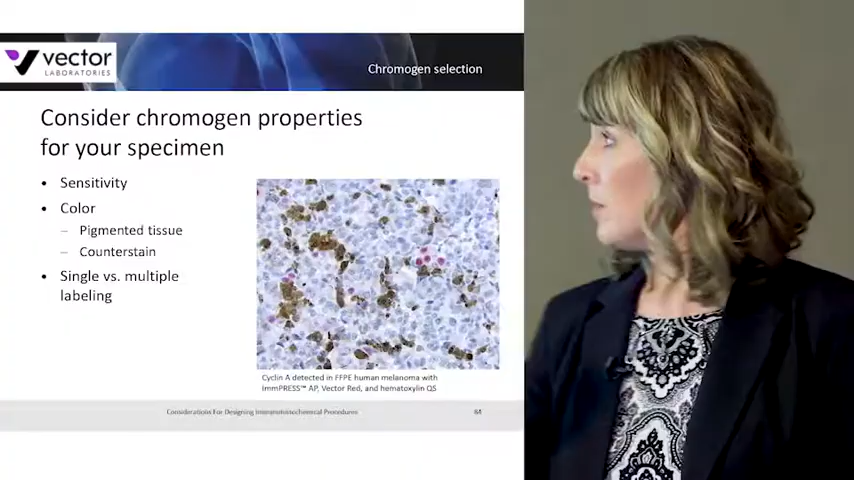 vector
LABORATORIES
Chromogen selection
Consider chromogen properties
for your specimen
• Sensitivity
• Color
– Pigmented tissue
– Counterstain
• Single vs. multiple
labeling
Cyclin A detected in FFPE human melanoma with
ImmPRESS™ AP, Vector Red, and hematoxylin QS
Considerations For Designing Immunohistochemical Procedures